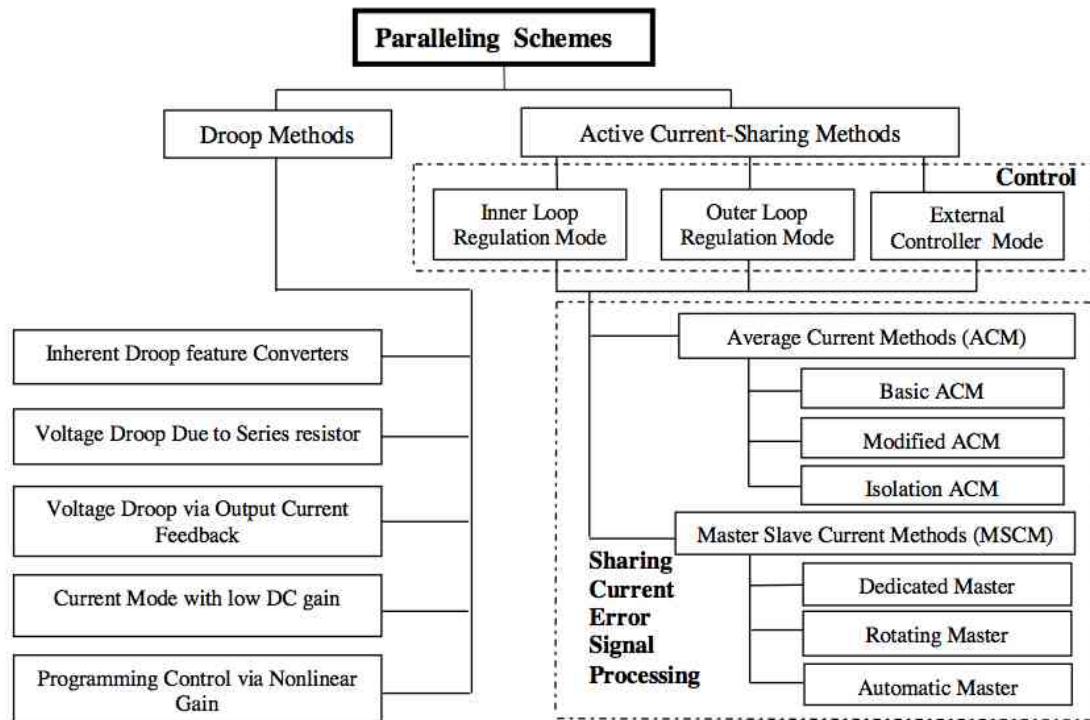 Paralleling Schemes
Droop Methods
Active Current-Sharing Methods
Control
Inner Loop
Regulation Mode
Outer Loop
Regulation Mode
External
Controller Mode
Inherent Droop feature Converters
Voltage Droop Due to Series resistor
Voltage Droop via Output Current
Feedback
Current Mode with low DC gain
Programming Control via Nonlinear
Gain
Average Current Methods (ACM)
Basic ACM
Modified ACM
Isolation ACM
Master Slave Current Methods (MSCM)
Dedicated Master
Rotating Master
Automatic Master
Sharing
Current
Error
Signal
Processing